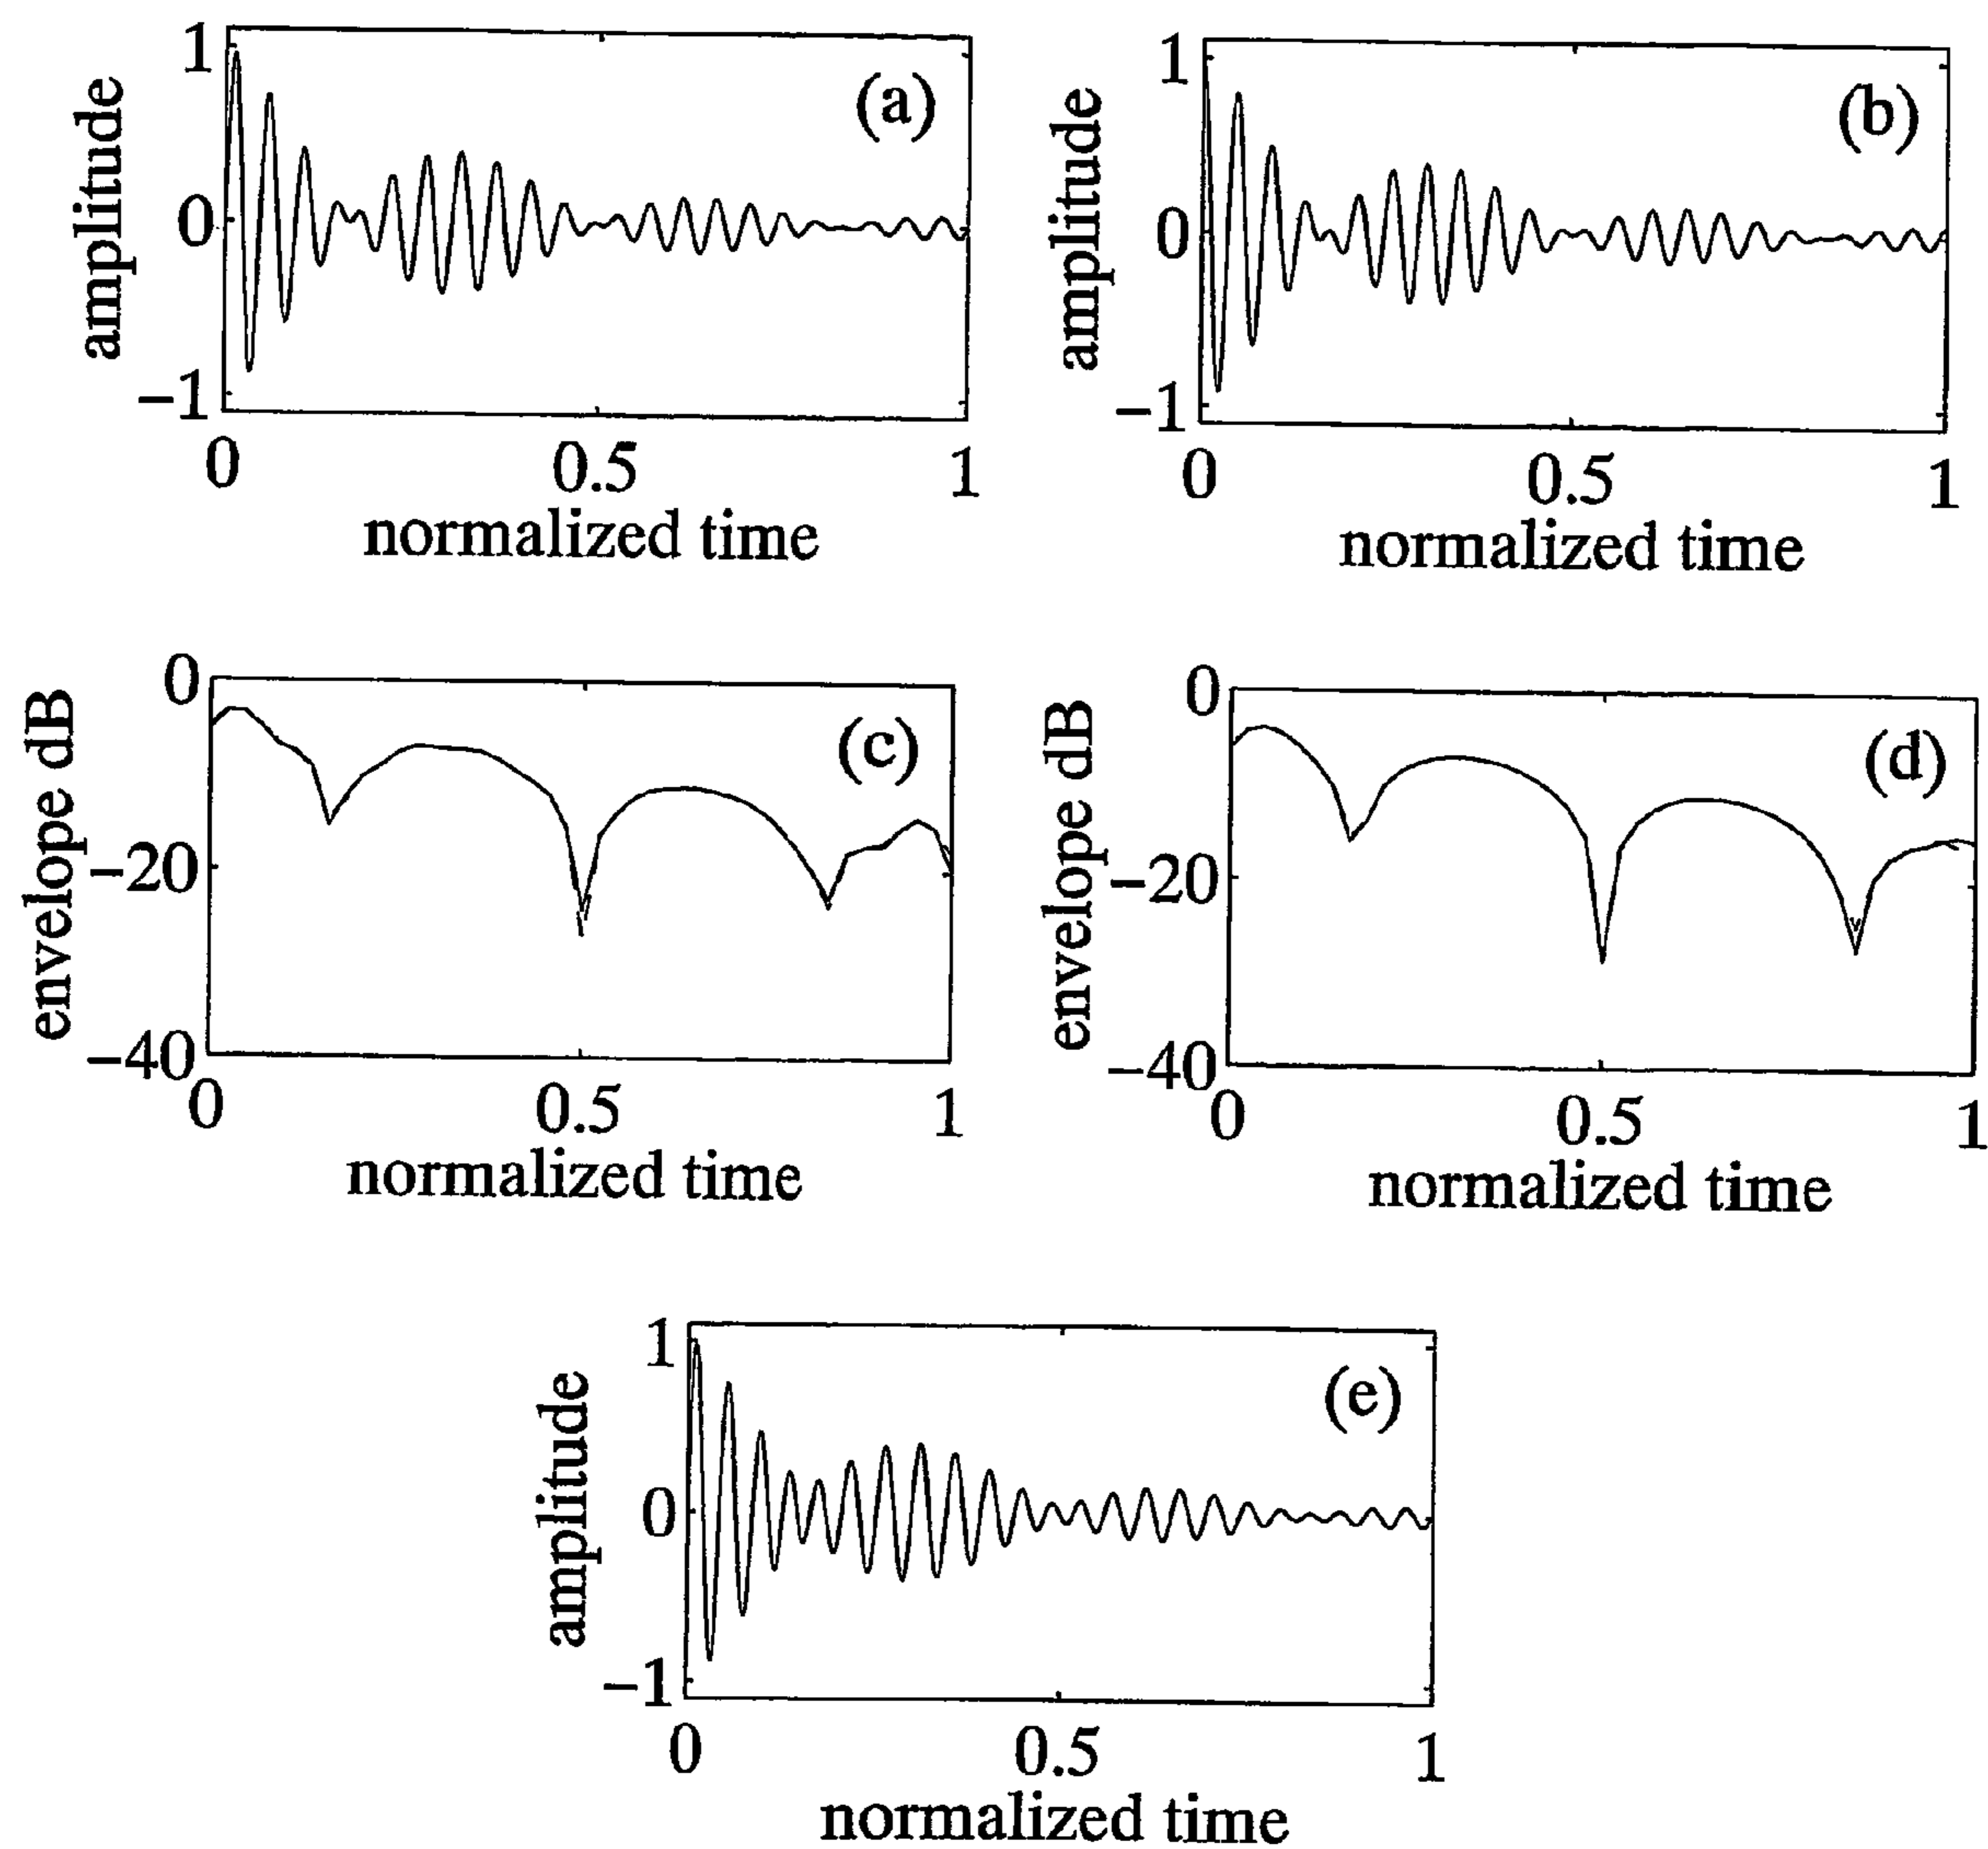 1
amplitude
(a)
0
−1
0
0.5
1
normalized time
1
amplitude
(b)
0
−1
0
0.5
1
normalized time
0
envelope dB
(c)
−20
−40
0
0.5
1
normalized time
0
envelope dB
(d)
−20
−40
0
0.5
1
normalized time
1
amplitude
(e)
0
−1
0
0.5
1
normalized time